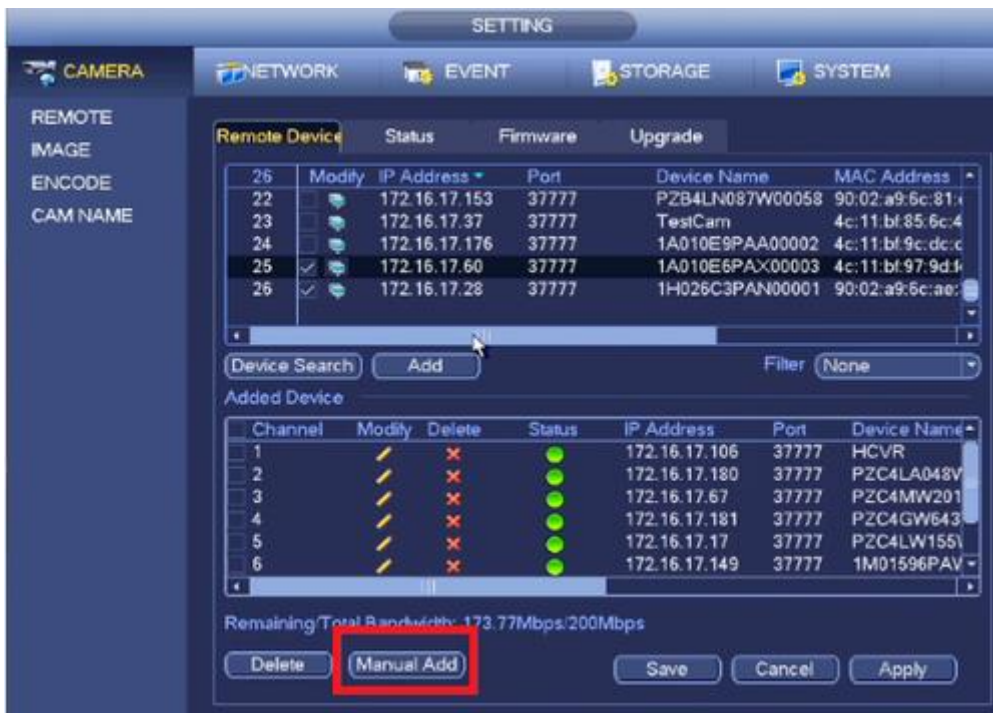 SETTING
CAMERA NETWORK EVENT STORAGE SYSTEM
REMOTE
IMAGE
ENCODE
CAM NAME
Remote Device Status Firmware Upgrade
26 Modify IP Address Port Device Name MAC Address
22 172.16.17.153 37777 PZB4LN087W00058 90:02:a9:6c:81:
23 172.16.17.37 37777 TestCam 4c:11:bf:85:6c:4
24 172.16.17.176 37777 1A010E9PAA00002 4c:11:bf:9c:dc:c
25 172.16.17.60 37777 1A010E6PAX00003 4c:11:bf:97:9d:f
26 172.16.17.28 37777 1H026C3PAN00001 90:02:a9:6c:ae:
Device Search Add Filter None
Added Device
Channel Modify Delete Status IP Address Port Device Name
1 172.16.17.106 37777 HCVR
2 172.16.17.180 37777 PZC4LA048V
3 172.16.17.67 37777 PZC4MW201
4 172.16.17.181 37777 PZC4GW643
5 172.16.17.17 37777 PZC4LW155\
6 172.16.17.149 37777 1M01596PAV
Remaining/Total Bandwidth: 173.77Mbps/200Mbps
Delete Manual Add Save Cancel Apply